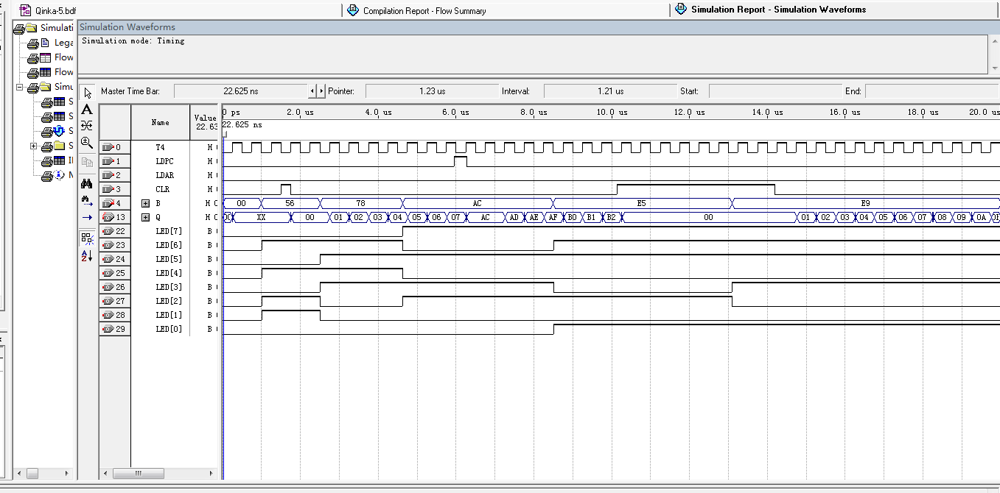 Qinka-5.bdf
Compilation Report - Flow Summary
Simulation Report - Simulation Waveforms
Simulati
Lega
Flow
Flow
Simu
S
S
S
S
N
Simulation Waveforms
Simulation mode: Timing
Master Time Bar: 22.625 ns Pointer: 1.23 us Interval: 1.21 us Start: End:
Name
Value
22.63
0 ps 2.0 us 4.0 us 6.0 us 8.0 us 10.0 us 12.0 us 14.0 us 16.0 us 18.0 us 20.0 us
22.625 ns
0 T4 H
1 LDPC H
2 LDAR H
3 CLR H
4 B H 00 56 78 AC E5 E9
13 Q H XX 00 01 02 03 04 05 06 07 AC AD AE AF B0 B1 B2 00 01 02 03 04 05 06 07 08 09 0A
22 LED[7] B
23 LED[6] B
24 LED[5] B
25 LED[4] B
26 LED[3] B
27 LED[2] B
28 LED[1] B
29 LED[0] B